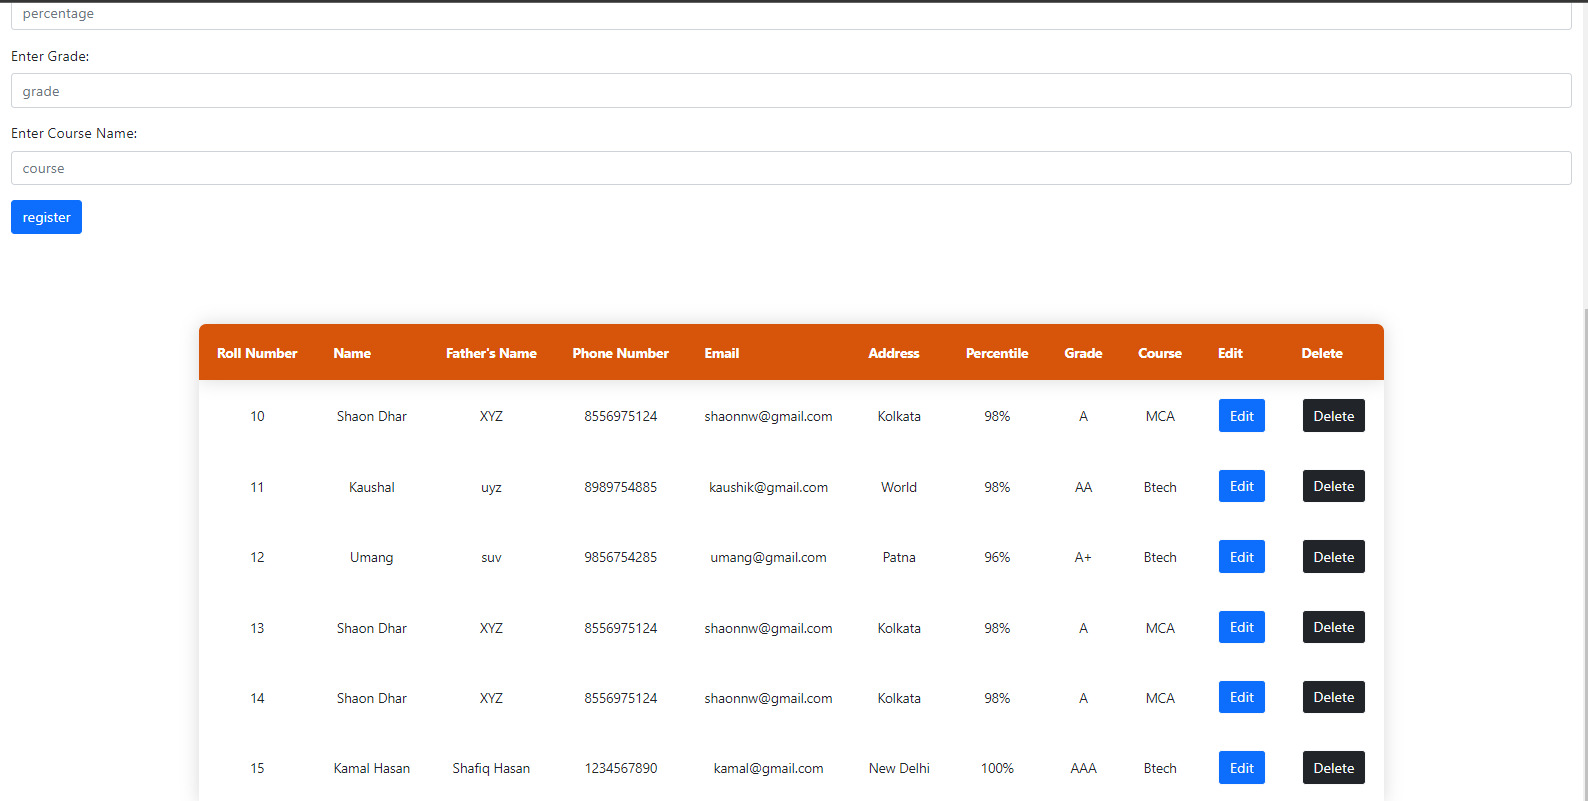 percentage
Enter Grade:
grade
Enter Course Name:
course
register
Roll Number Name Father's Name Phone Number Email Address Percentile Grade Course Edit Delete
10 Shaon Dhar XYZ 8556975124 shaonnw@gmail.com Kolkata 98% A MCA Edit Delete
11 Kaushal uyz 8989754885 kaushik@gmail.com World 98% AA Btech Edit Delete
12 Umang suv 9856754285 umang@gmail.com Patna 96% A+ Btech Edit Delete
13 Shaon Dhar XYZ 8556975124 shaonnw@gmail.com Kolkata 98% A MCA Edit Delete
14 Shaon Dhar XYZ 8556975124 shaonnw@gmail.com Kolkata 98% A MCA Edit Delete
15 Kamal Hasan Shafiq Hasan 1234567890 kamal@gmail.com New Delhi 100% AAA Btech Edit Delete